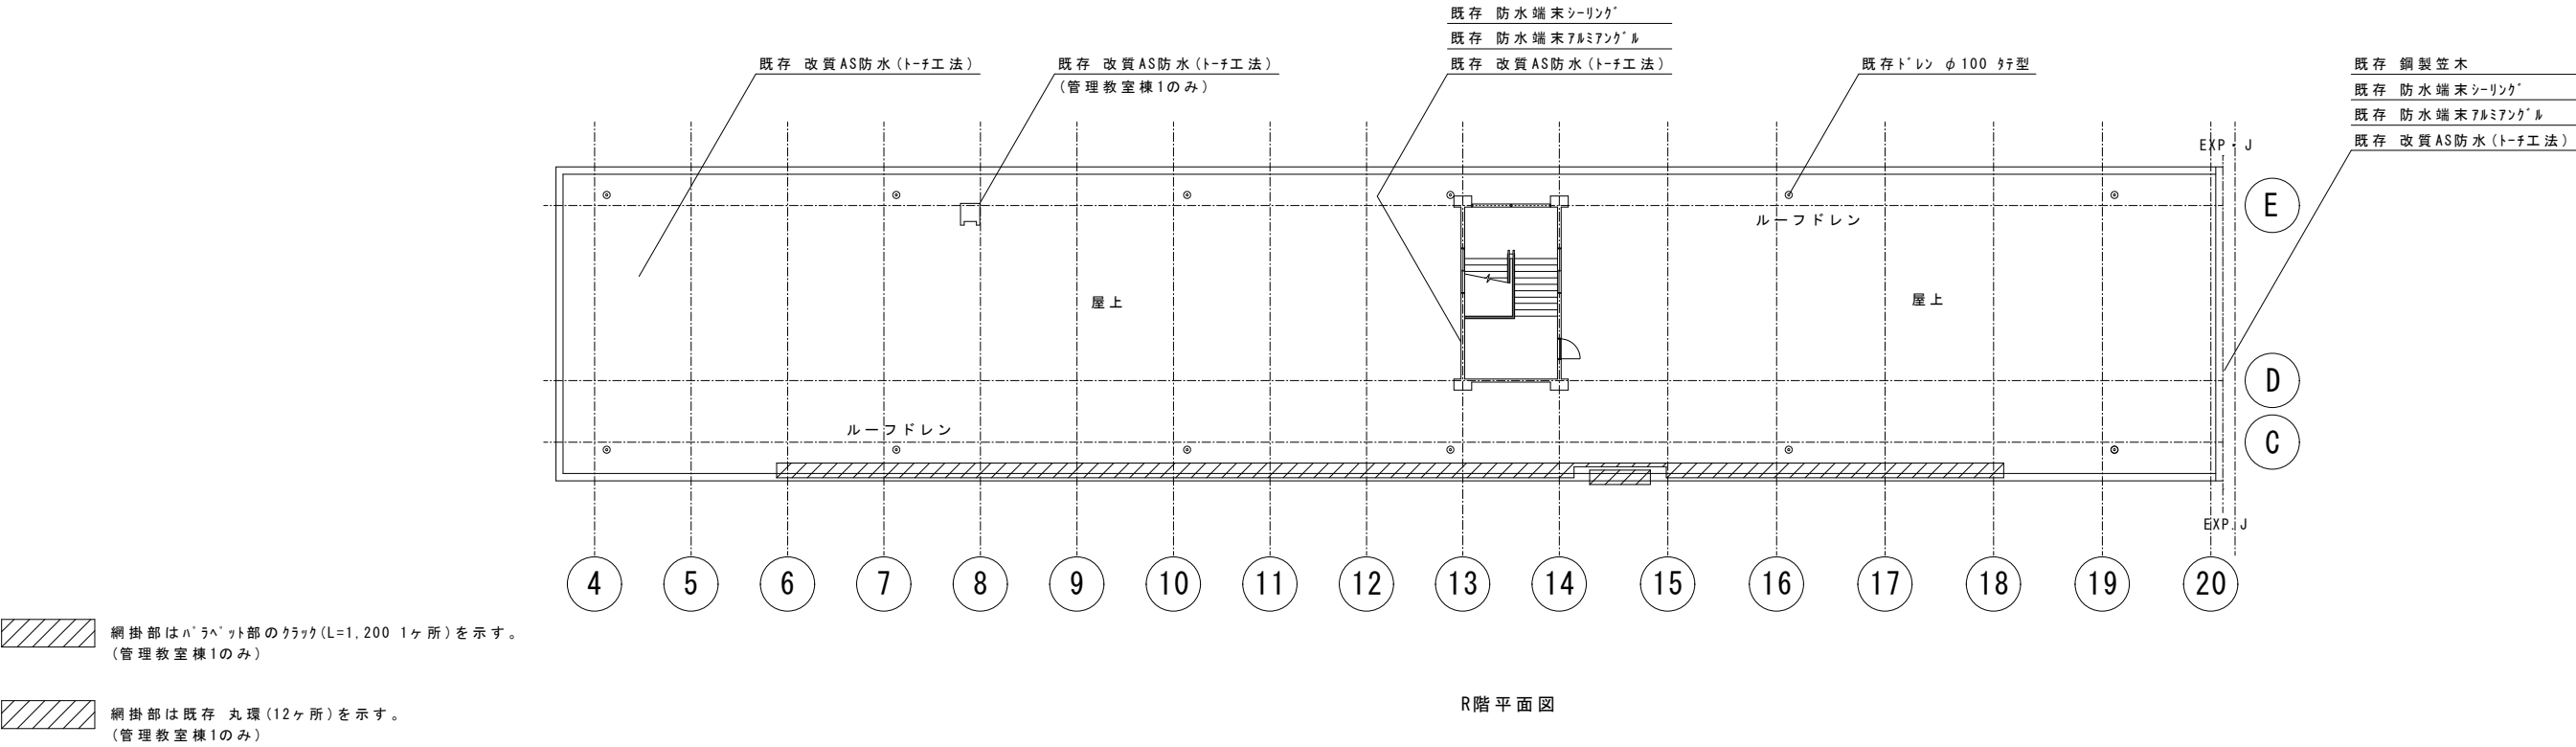 既存 防水端末ｼｰﾘﾝｸﾞ
既存 防水端末ｱﾙﾐｱﾝｸﾞﾙ
既存 改質AS防水(ﾄｰﾁ工法)
既存 改質AS防水(ﾄｰﾁ工法)
既存 改質AS防水(ﾄｰﾁ工法)
(管理教室棟1のみ)
既存ﾄﾞﾚﾝ φ100 ﾀﾃ型
既存 鋼製笠木
既存 防水端末ｼｰﾘﾝｸﾞ
既存 防水端末ｱﾙﾐｱﾝｸﾞﾙ
既存 改質AS防水(ﾄｰﾁ工法)
EXP・J
E
ルーフドレン
屋上
屋上
D
ルーフドレン
C
EXP.J
4
5
6
7
8
9
10
11
12
13
14
15
16
17
18
19
20
網掛部はﾊﾟﾗﾍﾟｯﾄ部のｸﾗｯｸ(L=1,200 1ヶ所)を示す。
(管理教室棟1のみ)
網掛部は既存 丸環(12ヶ所)を示す。
(管理教室棟1のみ)
R階平面図